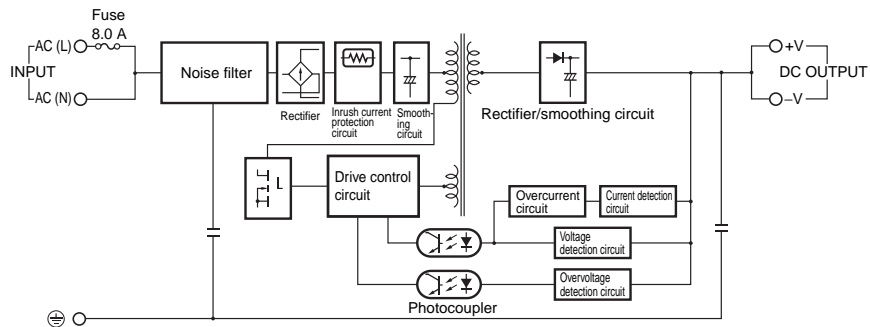 Fuse
8.0 A
AC (L)
INPUT
AC (N)
Noise filter
Rectifier
Inrush current
protection
circuit
Smooth-
ing
circuit
Rectifier/smoothing circuit
+V
DC OUTPUT
−V
Drive control
circuit
Overcurrent
circuit
Current detection
circuit
Voltage
detection circuit
Overvoltage
detection circuit
Photocoupler